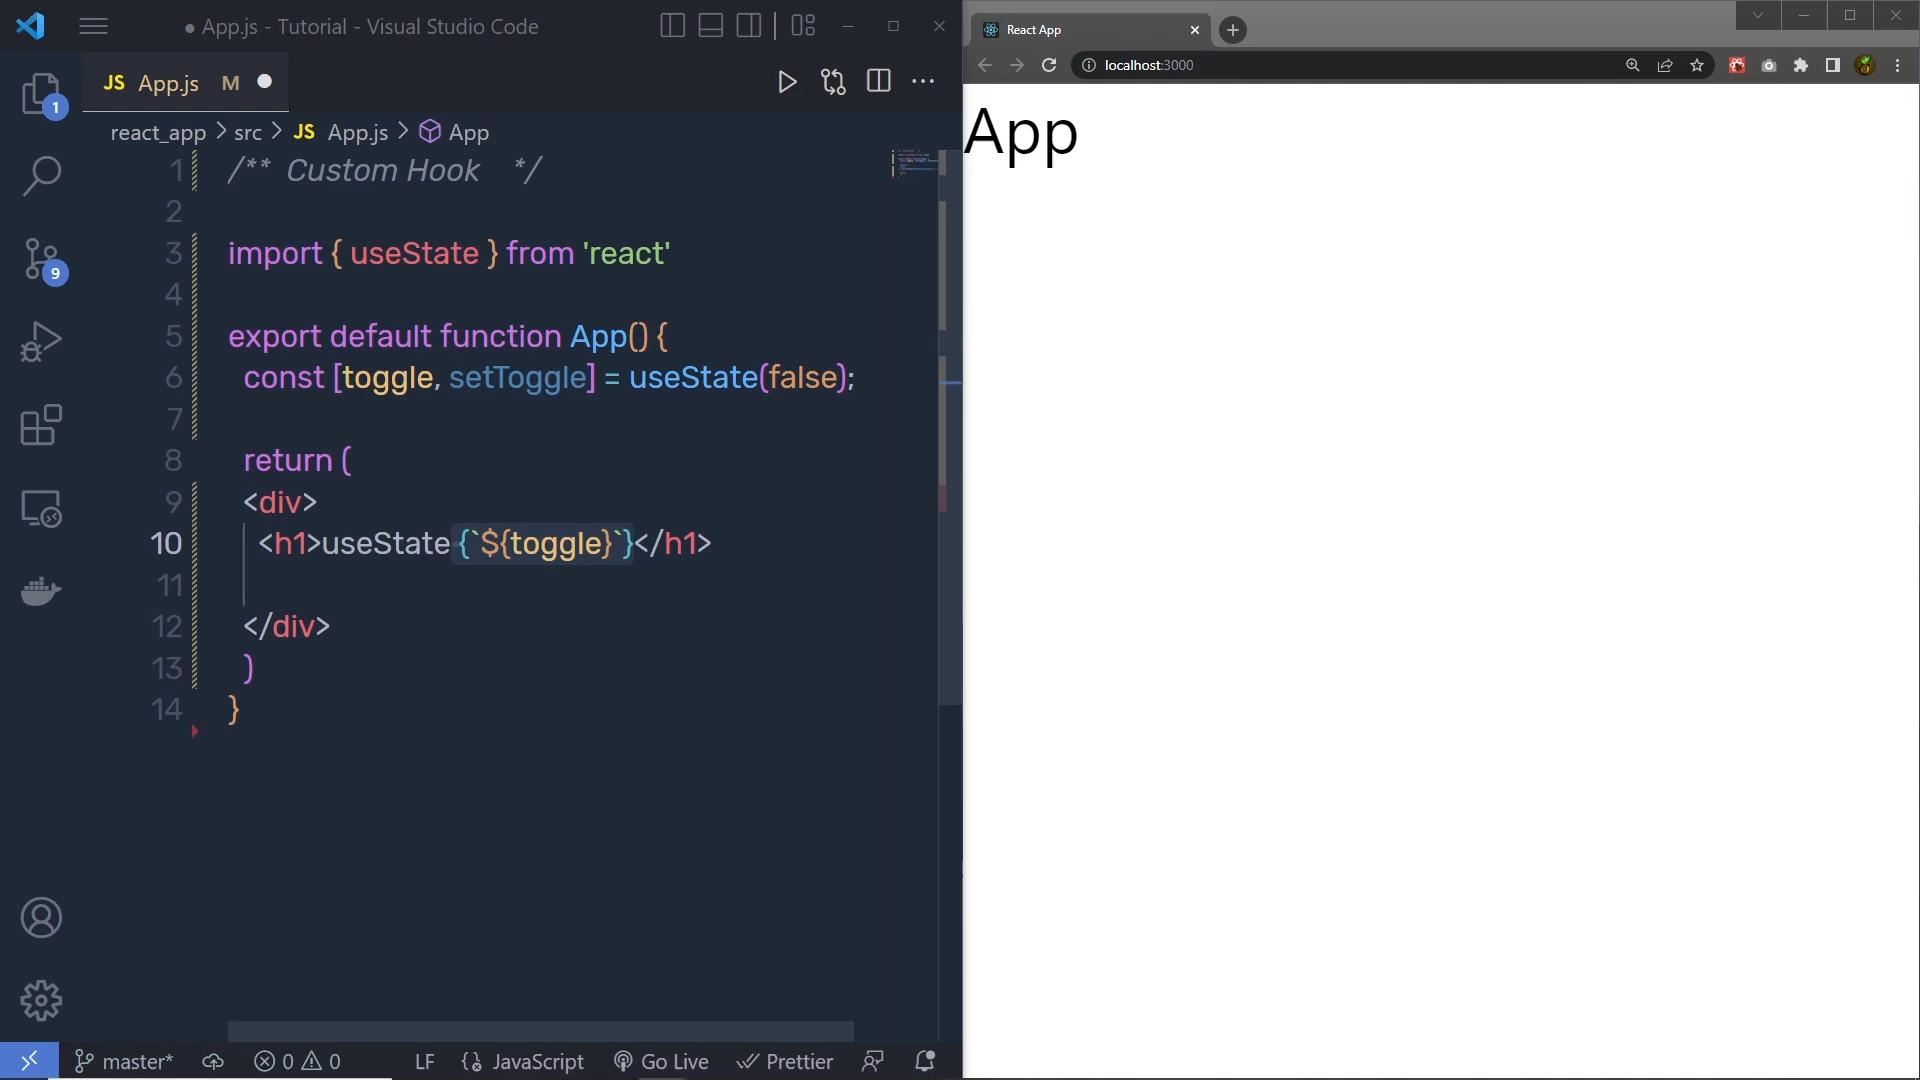 ● App.js - Tutorial - Visual Studio Code
JS App.js M
react_app > src > JS App.js > App
1 /** Custom Hook */
2
3 import { useState } from 'react'
4
5 export default function App() {
6 const [toggle, setToggle] = useState(false);
7
8 return (
9 <div>
10 <h1>useState {`${toggle}`}</h1>
11
12 </div>
13 )
14 }
1
9
master* 0 0 LF JavaScript Go Live Prettier
React App
localhost:3000
App